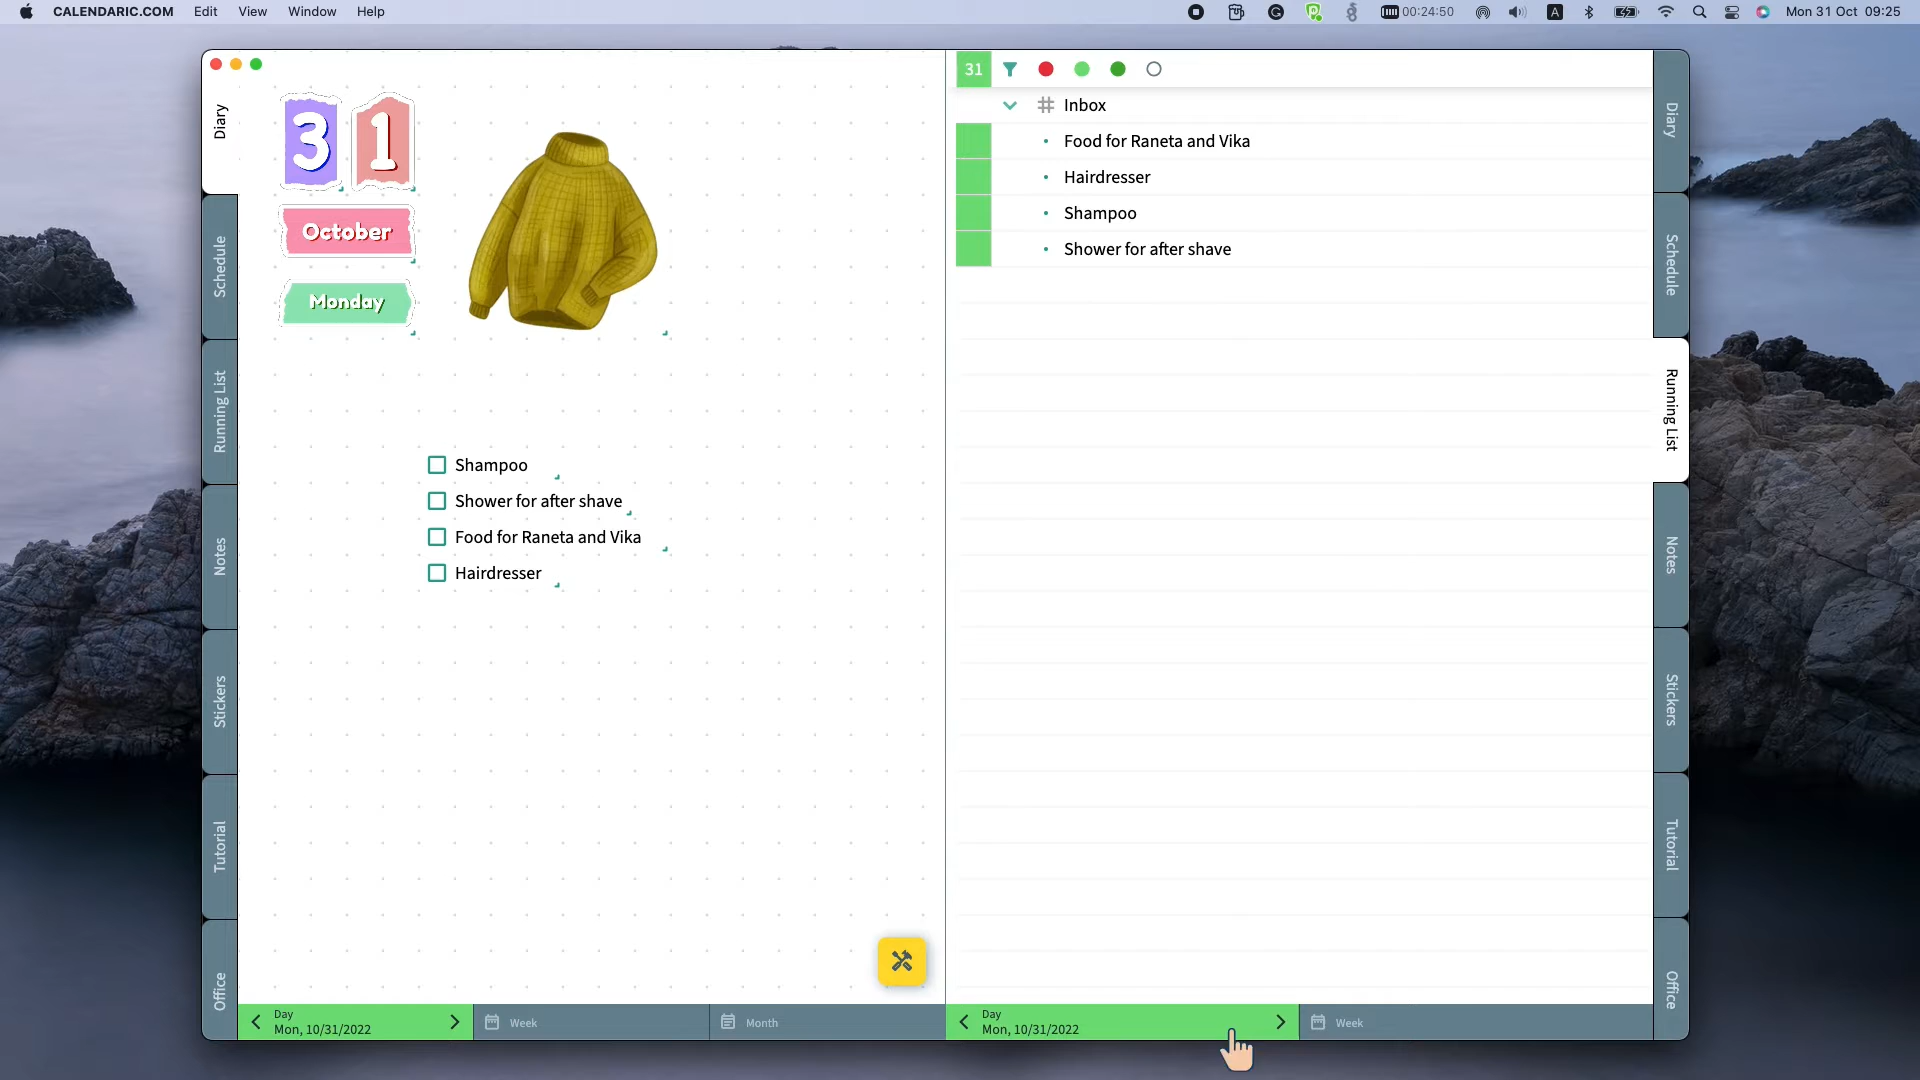 CALENDARIC.COM Edit View Window Help
00:24:50 A Mon 31 Oct 09:25
Diary
Schedule
Running List
Notes
Stickers
Tutorial
Office
31
October
Monday
Shampoo
Shower for after shave
Food for Raneta and Vika
Hairdresser
Day
Mon, 10/31/2022
Week
Month
31
Inbox
Food for Raneta and Vika
Hairdresser
Shampoo
Shower for after shave
Day
Mon, 10/31/2022
Week
Diary
Schedule
Running List
Notes
Stickers
Tutorial
Office